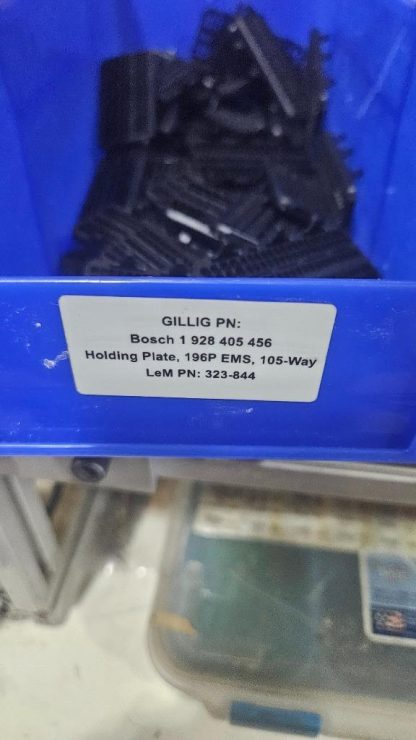 GILLIG PN:
Bosch 1 928 405 456
Holding Plate, 196P EMS, 105-Way
LeM PN: 323-844